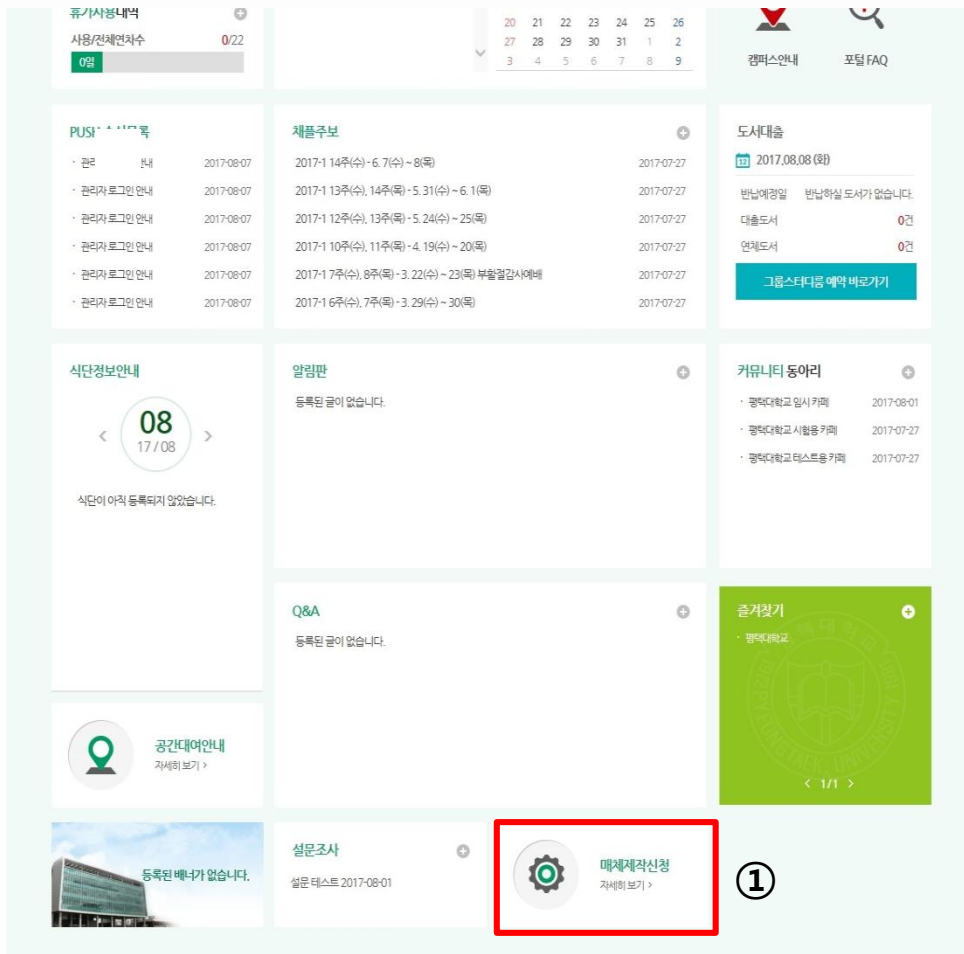 휴가사용내역
사용/전체연차수 0/22
0일
20 21 22 23 24 25 26
27 28 29 30 31 1 2
3 4 5 6 7 8 9
캠퍼스안내 포털 FAQ
채플주보
2017-1 14주(수) - 6. 7(수) ~ 8(목) 2017-07-27
2017-1 13주(수), 14주(목) - 5. 31(수) ~ 6. 1(목) 2017-07-27
2017-1 12주(수), 13주(목) - 5. 24(수) ~ 25(목) 2017-07-27
2017-1 10주(수), 11주(목) - 4. 19(수) ~ 20(목) 2017-07-27
2017-1 7주(수), 8주(목) - 3. 22(수) ~ 23(목) 부활절감사예배 2017-07-27
2017-1 6주(수), 7주(목) - 3. 29(수) ~ 30(목) 2017-07-27
PUSH
2017-08-07
· 관리자 로그인 안내 2017-08-07
· 관리자 로그인 안내 2017-08-07
· 관리자 로그인 안내 2017-08-07
· 관리자 로그인 안내 2017-08-07
· 관리자 로그인 안내 2017-08-07
도서대출
12 2017.08.08 (화)
반납예정일 반납하실 도서가 없습니다.
대출도서 0건
연체도서 0건
그룹스터디룸 예약 바로가기
식단정보안내
< 08 >
17 / 08
식단이 아직 등록되지 않았습니다.
알림판
등록된 글이 없습니다.
커뮤니티 동아리
· 평택대학교 임시 카페 2017-08-01
· 평택대학교 시험용 카페 2017-07-27
· 평택대학교 테스트용 카페 2017-07-27
Q&A
등록된 글이 없습니다.
즐겨찾기
· 평택대학교
< 1/1 >
공간대여안내
자세히 보기 >
등록된 배너가 없습니다.
설문조사
설문 테스트 2017-08-01
매체제작신청
자세히 보기 >
①